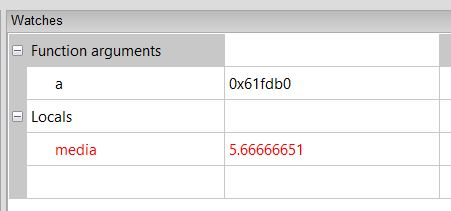 Watches
Function arguments
a 0x61fdb0
Locals
media 5.66666651